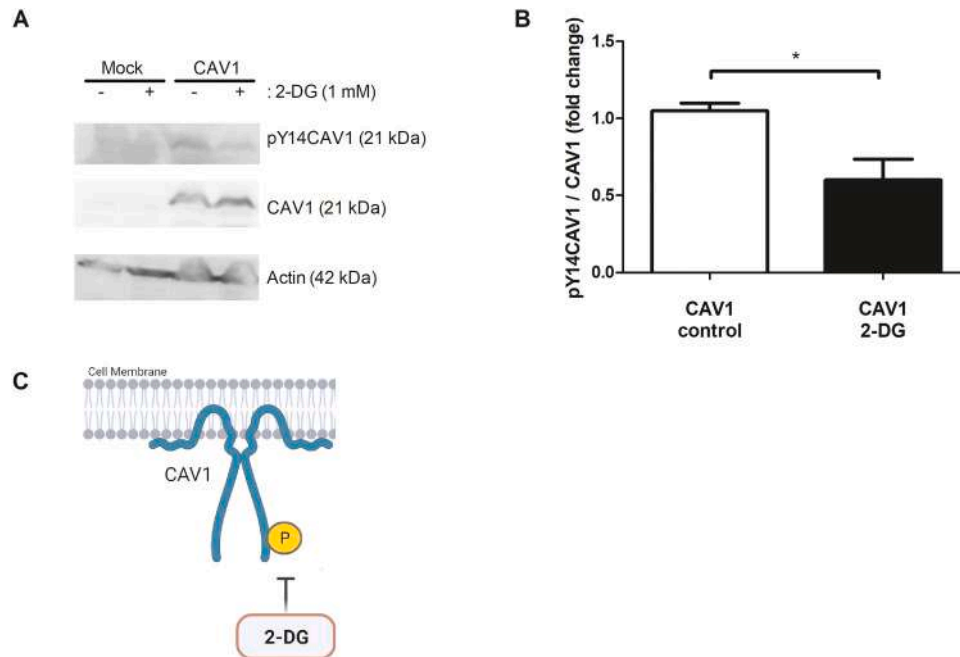 A
Mock CAV1
- + - + : 2-DG (1 mM)
pY14CAV1 (21 kDa)
CAV1 (21 kDa)
Actin (42 kDa)
B
pY14CAV1 / CAV1 (fold change)
1.5
1.0
0.5
0.0
*
CAV1
control
CAV1
2-DG
C
Cell Membrane
CAV1
P
2-DG